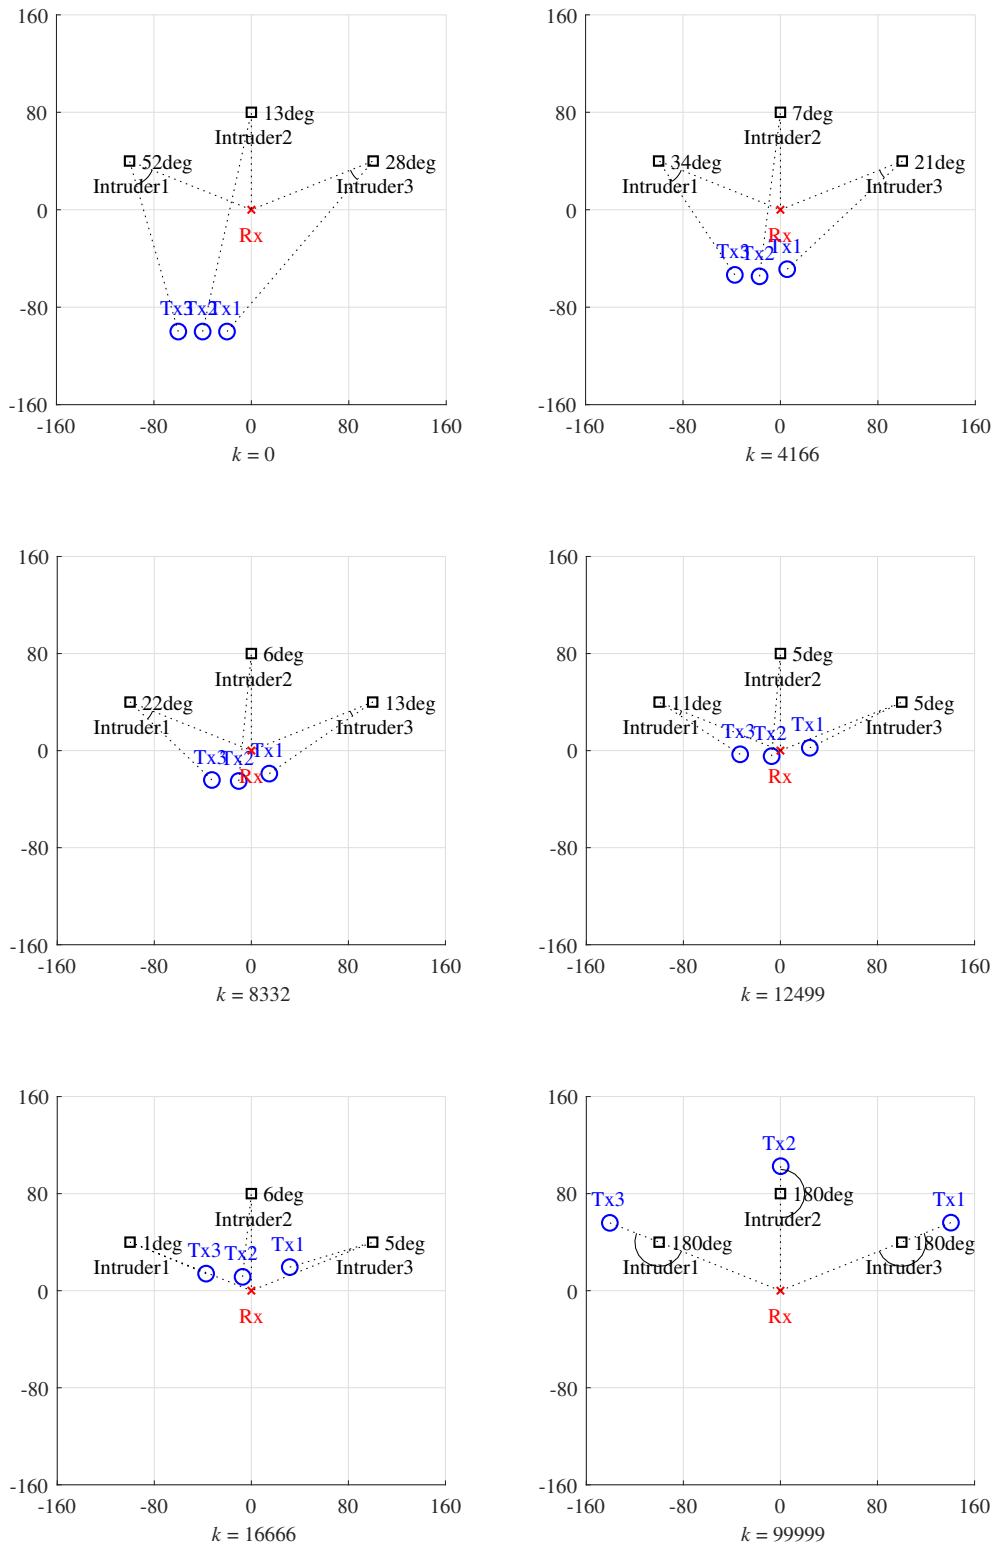 160
80
0
-80
-160
-160
-80
0
80
160
k = 0
52deg
Intruder1
13deg
Intruder2
28deg
Intruder3
Rx
Tx3
Tx2
Tx1
160
80
0
-80
-160
-160
-80
0
80
160
k = 4166
34deg
Intruder1
7deg
Intruder2
21deg
Intruder3
Rx
Tx3
Tx2
Tx1
160
80
0
-80
-160
-160
-80
0
80
160
k = 8332
22deg
Intruder1
6deg
Intruder2
13deg
Intruder3
Rx
Tx3
Tx2
Tx1
160
80
0
-80
-160
-160
-80
0
80
160
k = 12499
11deg
Intruder1
5deg
Intruder2
5deg
Intruder3
Rx
Tx3
Tx2
Tx1
160
80
0
-80
-160
-160
-80
0
80
160
k = 16666
1deg
Intruder1
6deg
Intruder2
5deg
Intruder3
Rx
Tx3
Tx2
Tx1
160
80
0
-80
-160
-160
-80
0
80
160
k = 99999
180deg
Intruder1
180deg
Intruder2
180deg
Intruder3
Rx
Tx3
Tx2
Tx1